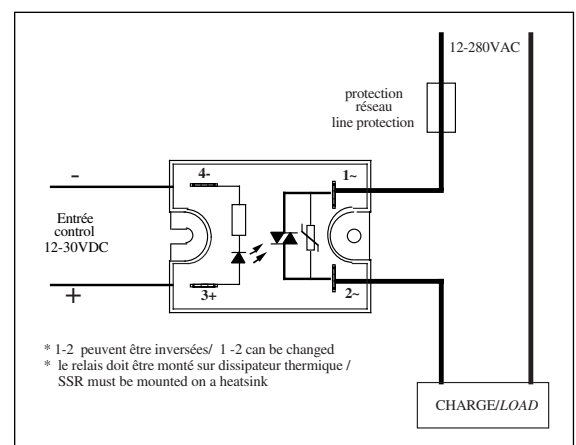 12-280VAC
protection
réseau
line protection
-
4-
1~
Entrée
control
12-30VDC
+
3+
2~
* 1-2 peuvent être inversées/ 1 -2 can be changed
* le relais doit être monté sur dissipateur thermique /
SSR must be mounted on a heatsink
CHARGE/LOAD